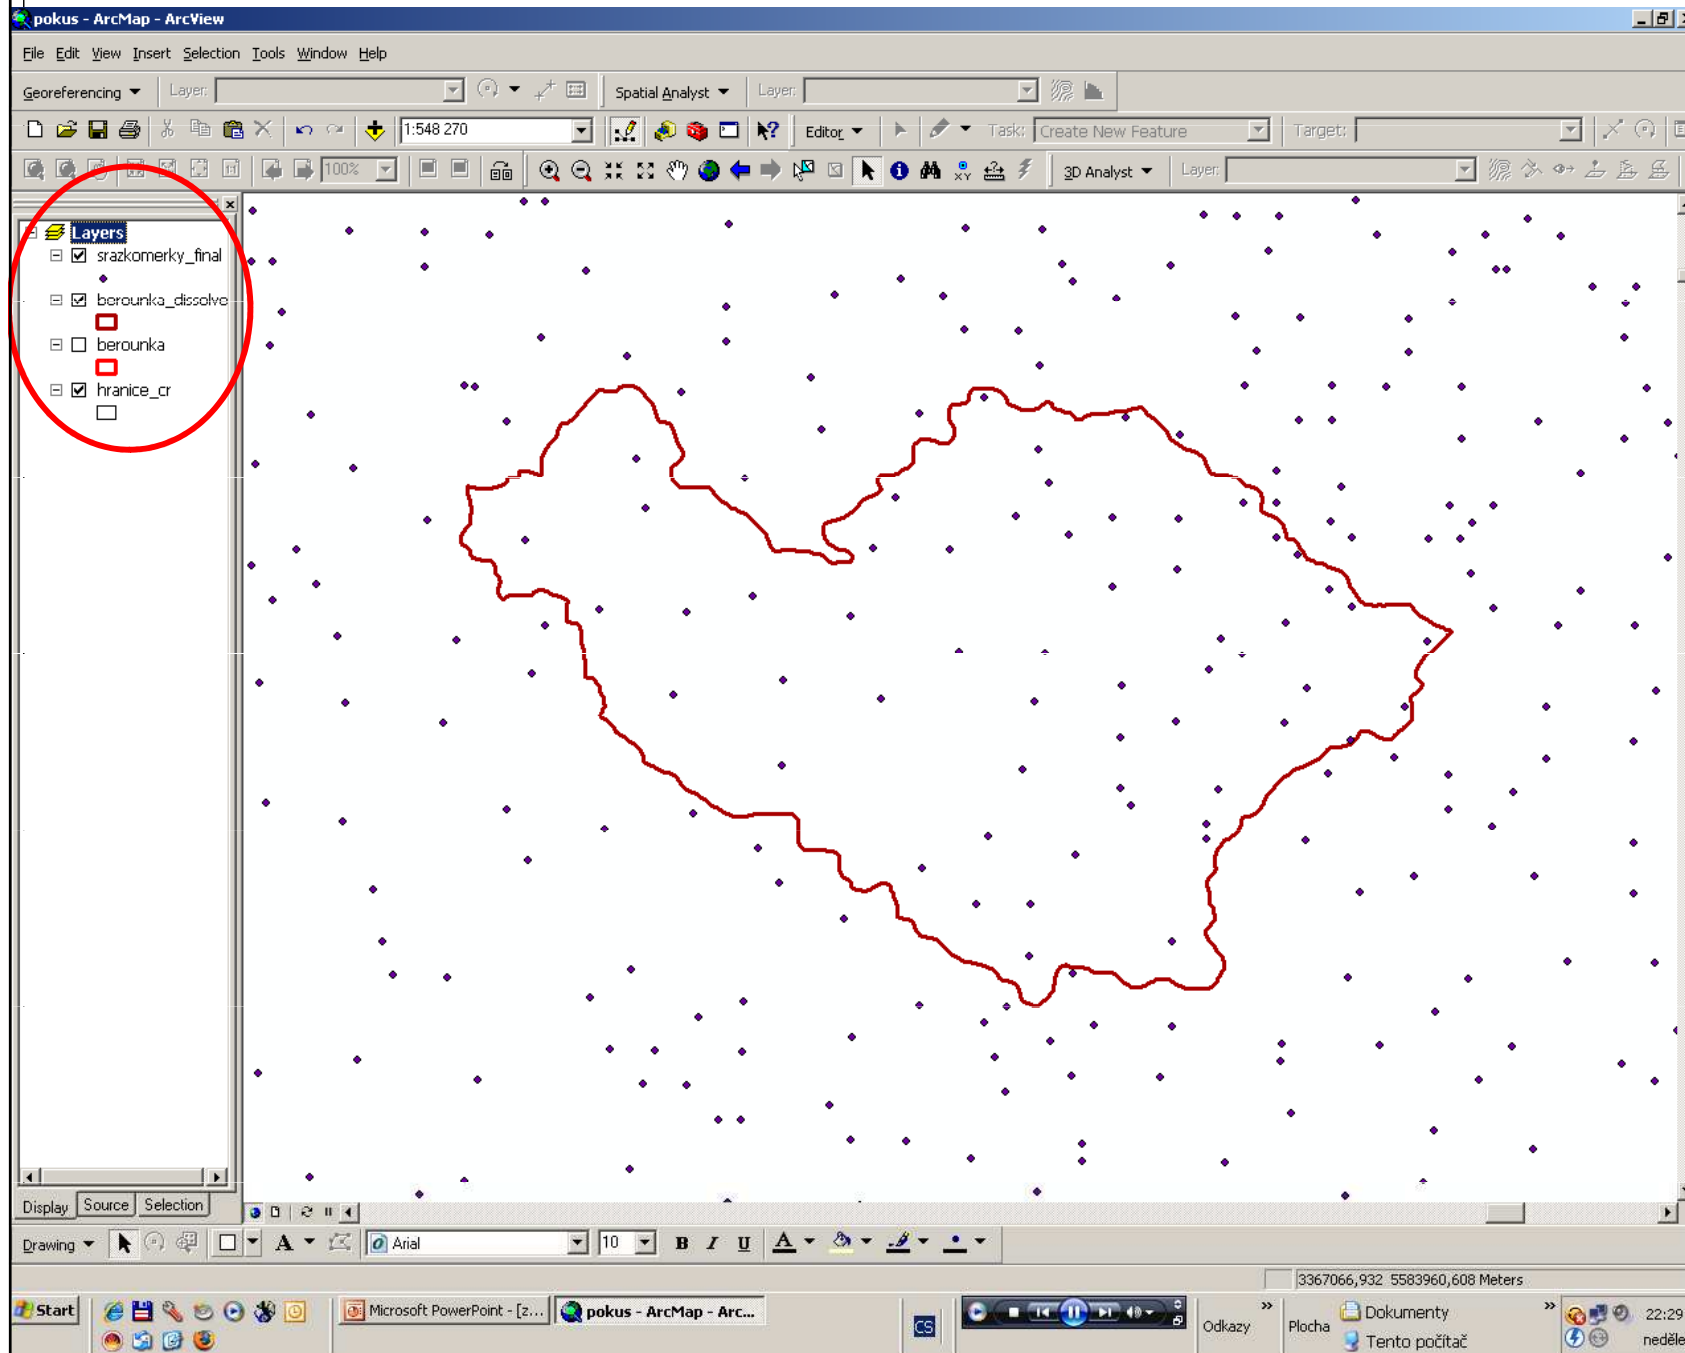 pokus - ArcMap - ArcView
File Edit View Insert Selection Tools Window Help
Georeferencing Layer: Spatial Analyst Layer:
1:548 270 Editor Task: Create New Feature Target:
1:1 100% 3D Analyst Layer:
Layers
srazkomerky_final
berounka_dissolve
berounka
hranice_cr
Display Source Selection
Drawing A Arial 10 B I U A
3367066,932 5583960,608 Meters
Start Microsoft PowerPoint - [z... pokus - ArcMap - Arc... CS Odkazy » Plocha Dokumenty » 22:29
Tento počítač neděle